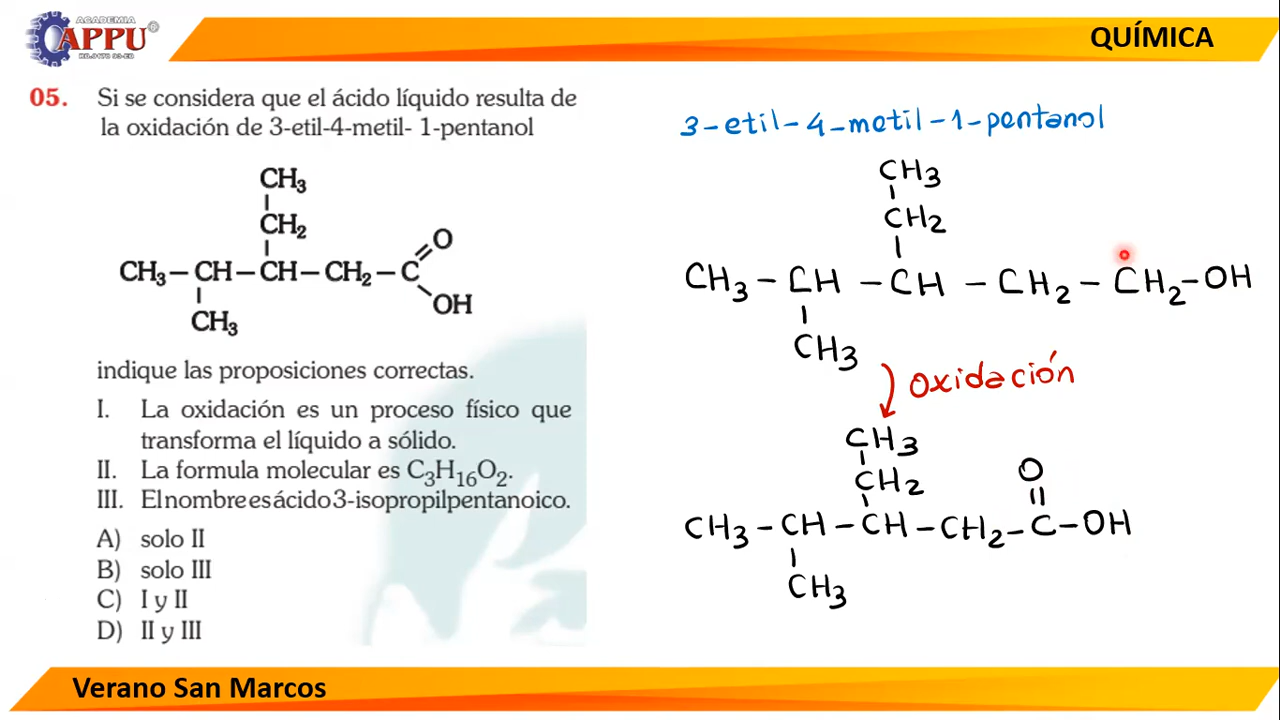 ACADEMIA
APPU®
QUÍMICA
05. Si se considera que el ácido líquido resulta de
la oxidación de 3-etil-4-metil- 1-pentanol
CH₃
CH₂
CH₃ – CH – CH – CH₂ – C
O
OH
CH₃
indique las proposiciones correctas.
I. La oxidación es un proceso físico que
transforma el líquido a sólido.
II. La formula molecular es C₃H₁₆O₂.
III. El nombre es ácido 3-isopropilpentanoico.
A) solo II
B) solo III
C) I y II
D) II y III
3-etil-4-metil-1-pentanol
CH₃
CH₂
CH₃ – CH – CH – CH₂ – CH₂-OH
CH₃
oxidación
CH₃
CH₂
O
CH₃ – CH – CH – CH₂ – C – OH
CH₃
Verano San Marcos